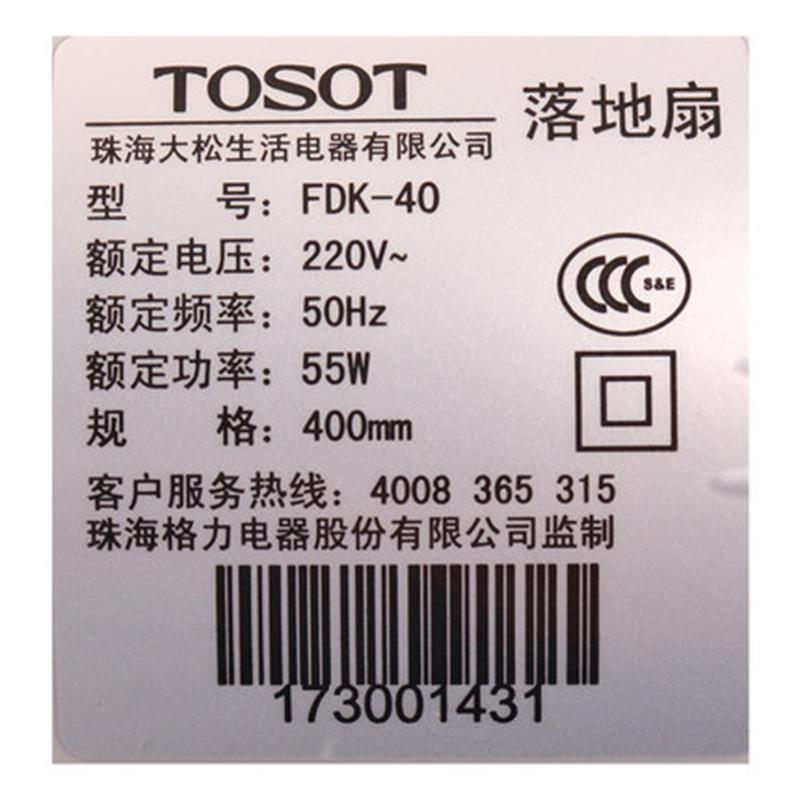 TOSOT
落地扇
珠海大松生活电器有限公司
型 号：FDK-40
额定电压：220V~
额定频率：50Hz
额定功率：55W
规 格：400mm
CCC S&E
客户服务热线：4008 365 315
珠海格力电器股份有限公司监制
173001431